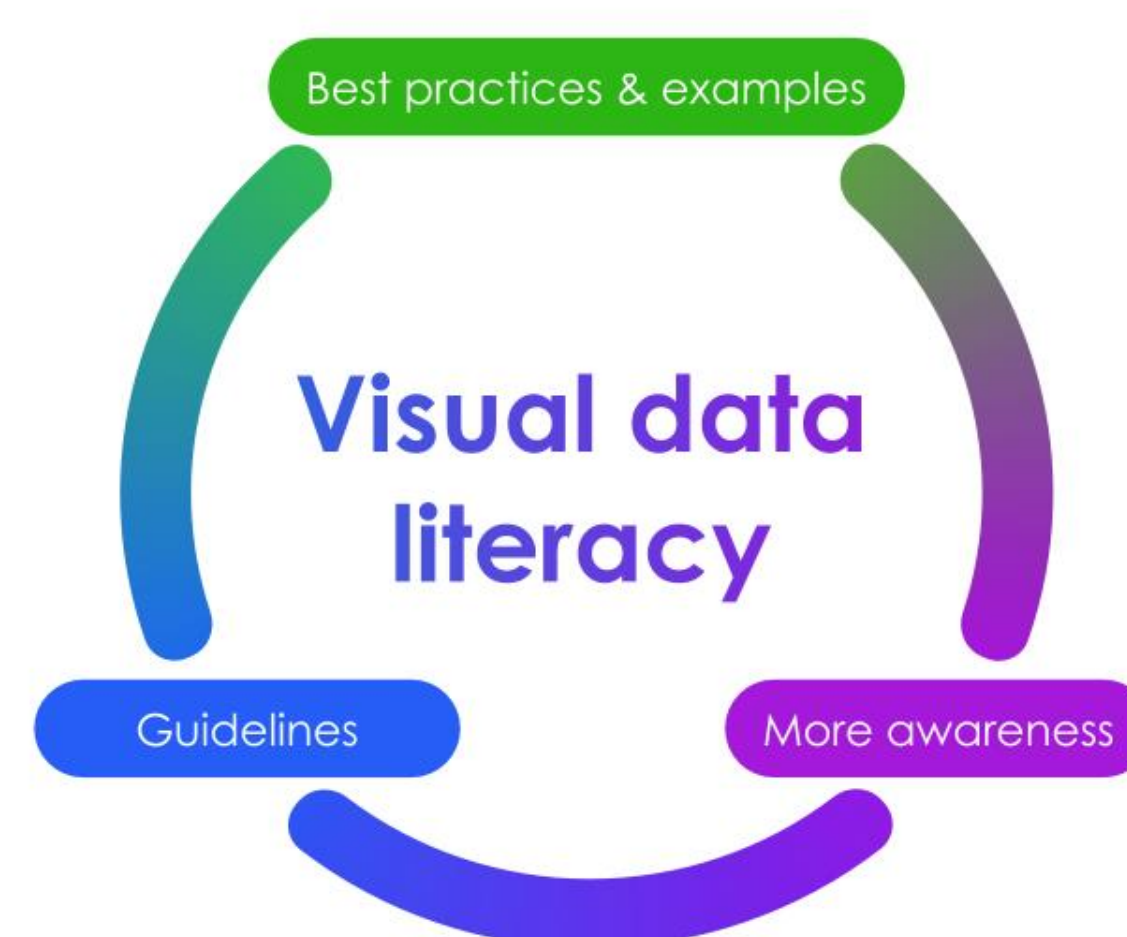 Best practices & examples
Visual data
literacy
Guidelines
More awareness